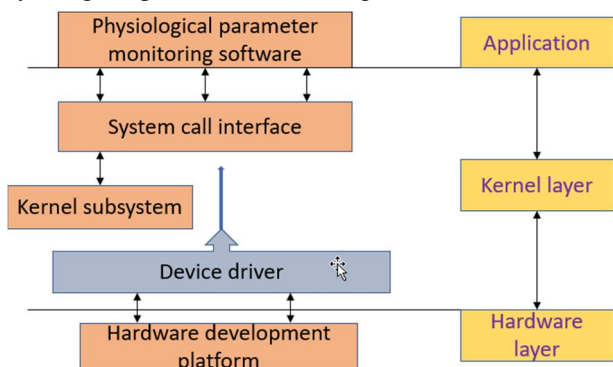 Physiological parameter
monitoring software
Application
System call interface
Kernel subsystem
Kernel layer
Device driver
Hardware development
platform
Hardware
layer